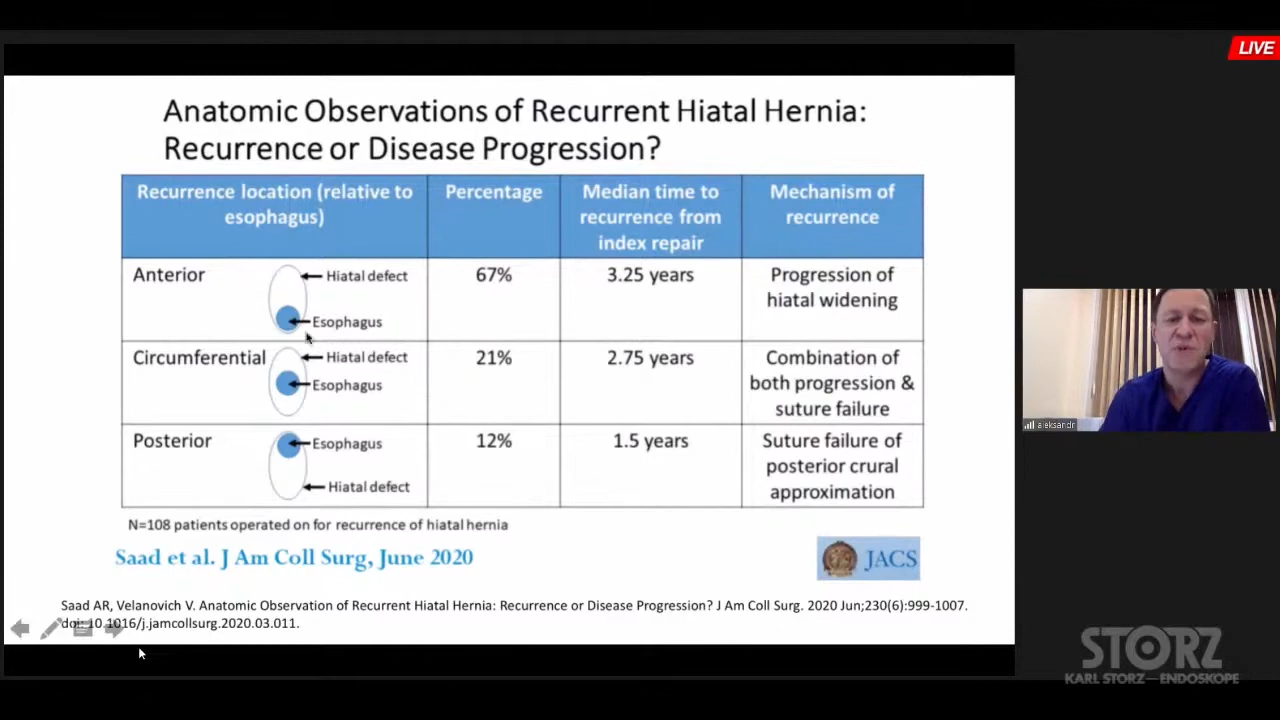 LIVE
Anatomic Observations of Recurrent Hiatal Hernia:
Recurrence or Disease Progression?
Recurrence location (relative to
esophagus)
Percentage
Median time to
recurrence from
index repair
Mechanism of
recurrence
Anterior
Hiatal defect
Esophagus
67%
3.25 years
Progression of
hiatal widening
Circumferential
Hiatal defect
Esophagus
21%
2.75 years
Combination of
both progression &
suture failure
Posterior
Esophagus
Hiatal defect
12%
1.5 years
Suture failure of
posterior crural
approximation
N=108 patients operated on for recurrence of hiatal hernia
Saad et al. J Am Coll Surg, June 2020
JACS
Saad AR, Velanovich V. Anatomic Observation of Recurrent Hiatal Hernia: Recurrence or Disease Progression? J Am Coll Surg. 2020 Jun;230(6):999-1007.
doi: 10.1016/j.jamcollsurg.2020.03.011.
aleksandr
STORZ
KARL STORZ—ENDOSKOPE